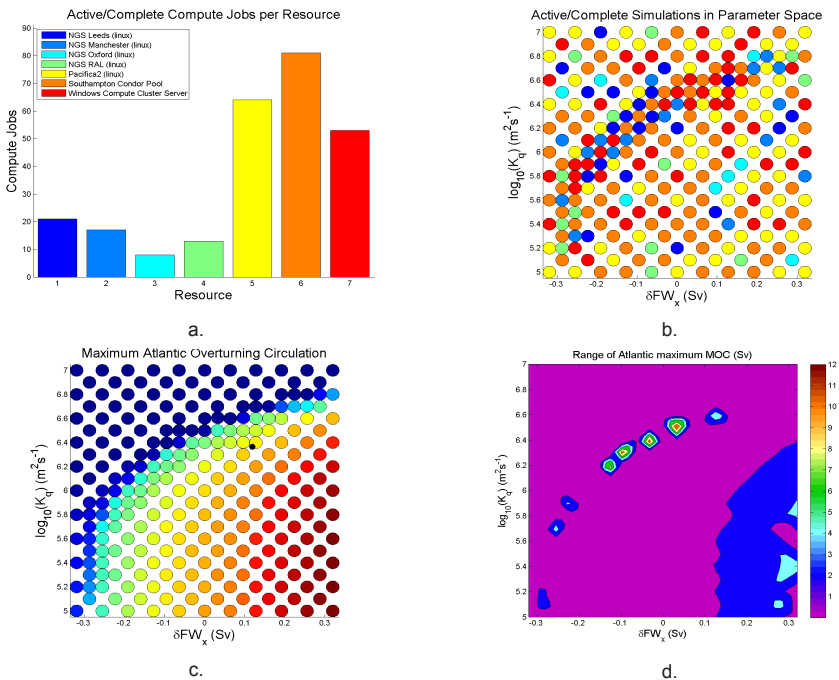 Active/Complete Compute Jobs per Resource
90
80
70
60
50
40
30
20
10
0
Compute Jobs
NGS Leeds (linux)
NGS Manchester (linux)
NGS Oxford (linux)
NGS RAL (linux)
Pacifica2 (linux)
Southampton Condor Pool
Windows Compute Cluster Server
1 2 3 4 5 6 7
Resource
a.
Active/Complete Simulations in Parameter Space
7
6.8
6.6
6.4
6.2
6
5.8
5.6
5.4
5.2
5
log10(Kq) (m2s-1)
-0.3 -0.2 -0.1 0 0.1 0.2 0.3
δFWx (Sv)
b.
Maximum Atlantic Overturning Circulation
7
6.8
6.6
6.4
6.2
6
5.8
5.6
5.4
5.2
5
log10(Kq) (m2s-1)
-0.3 -0.2 -0.1 0 0.1 0.2 0.3
δFWx (Sv)
c.
Range of Atlantic maximum MOC (Sv)
7
6.8
6.6
6.4
6.2
6
5.8
5.6
5.4
5.2
5
log10(Kq) (m2s-1)
-0.3 -0.2 -0.1 0 0.1 0.2 0.3
δFWx (Sv)
12
11
10
9
8
7
6
5
4
3
2
1
d.